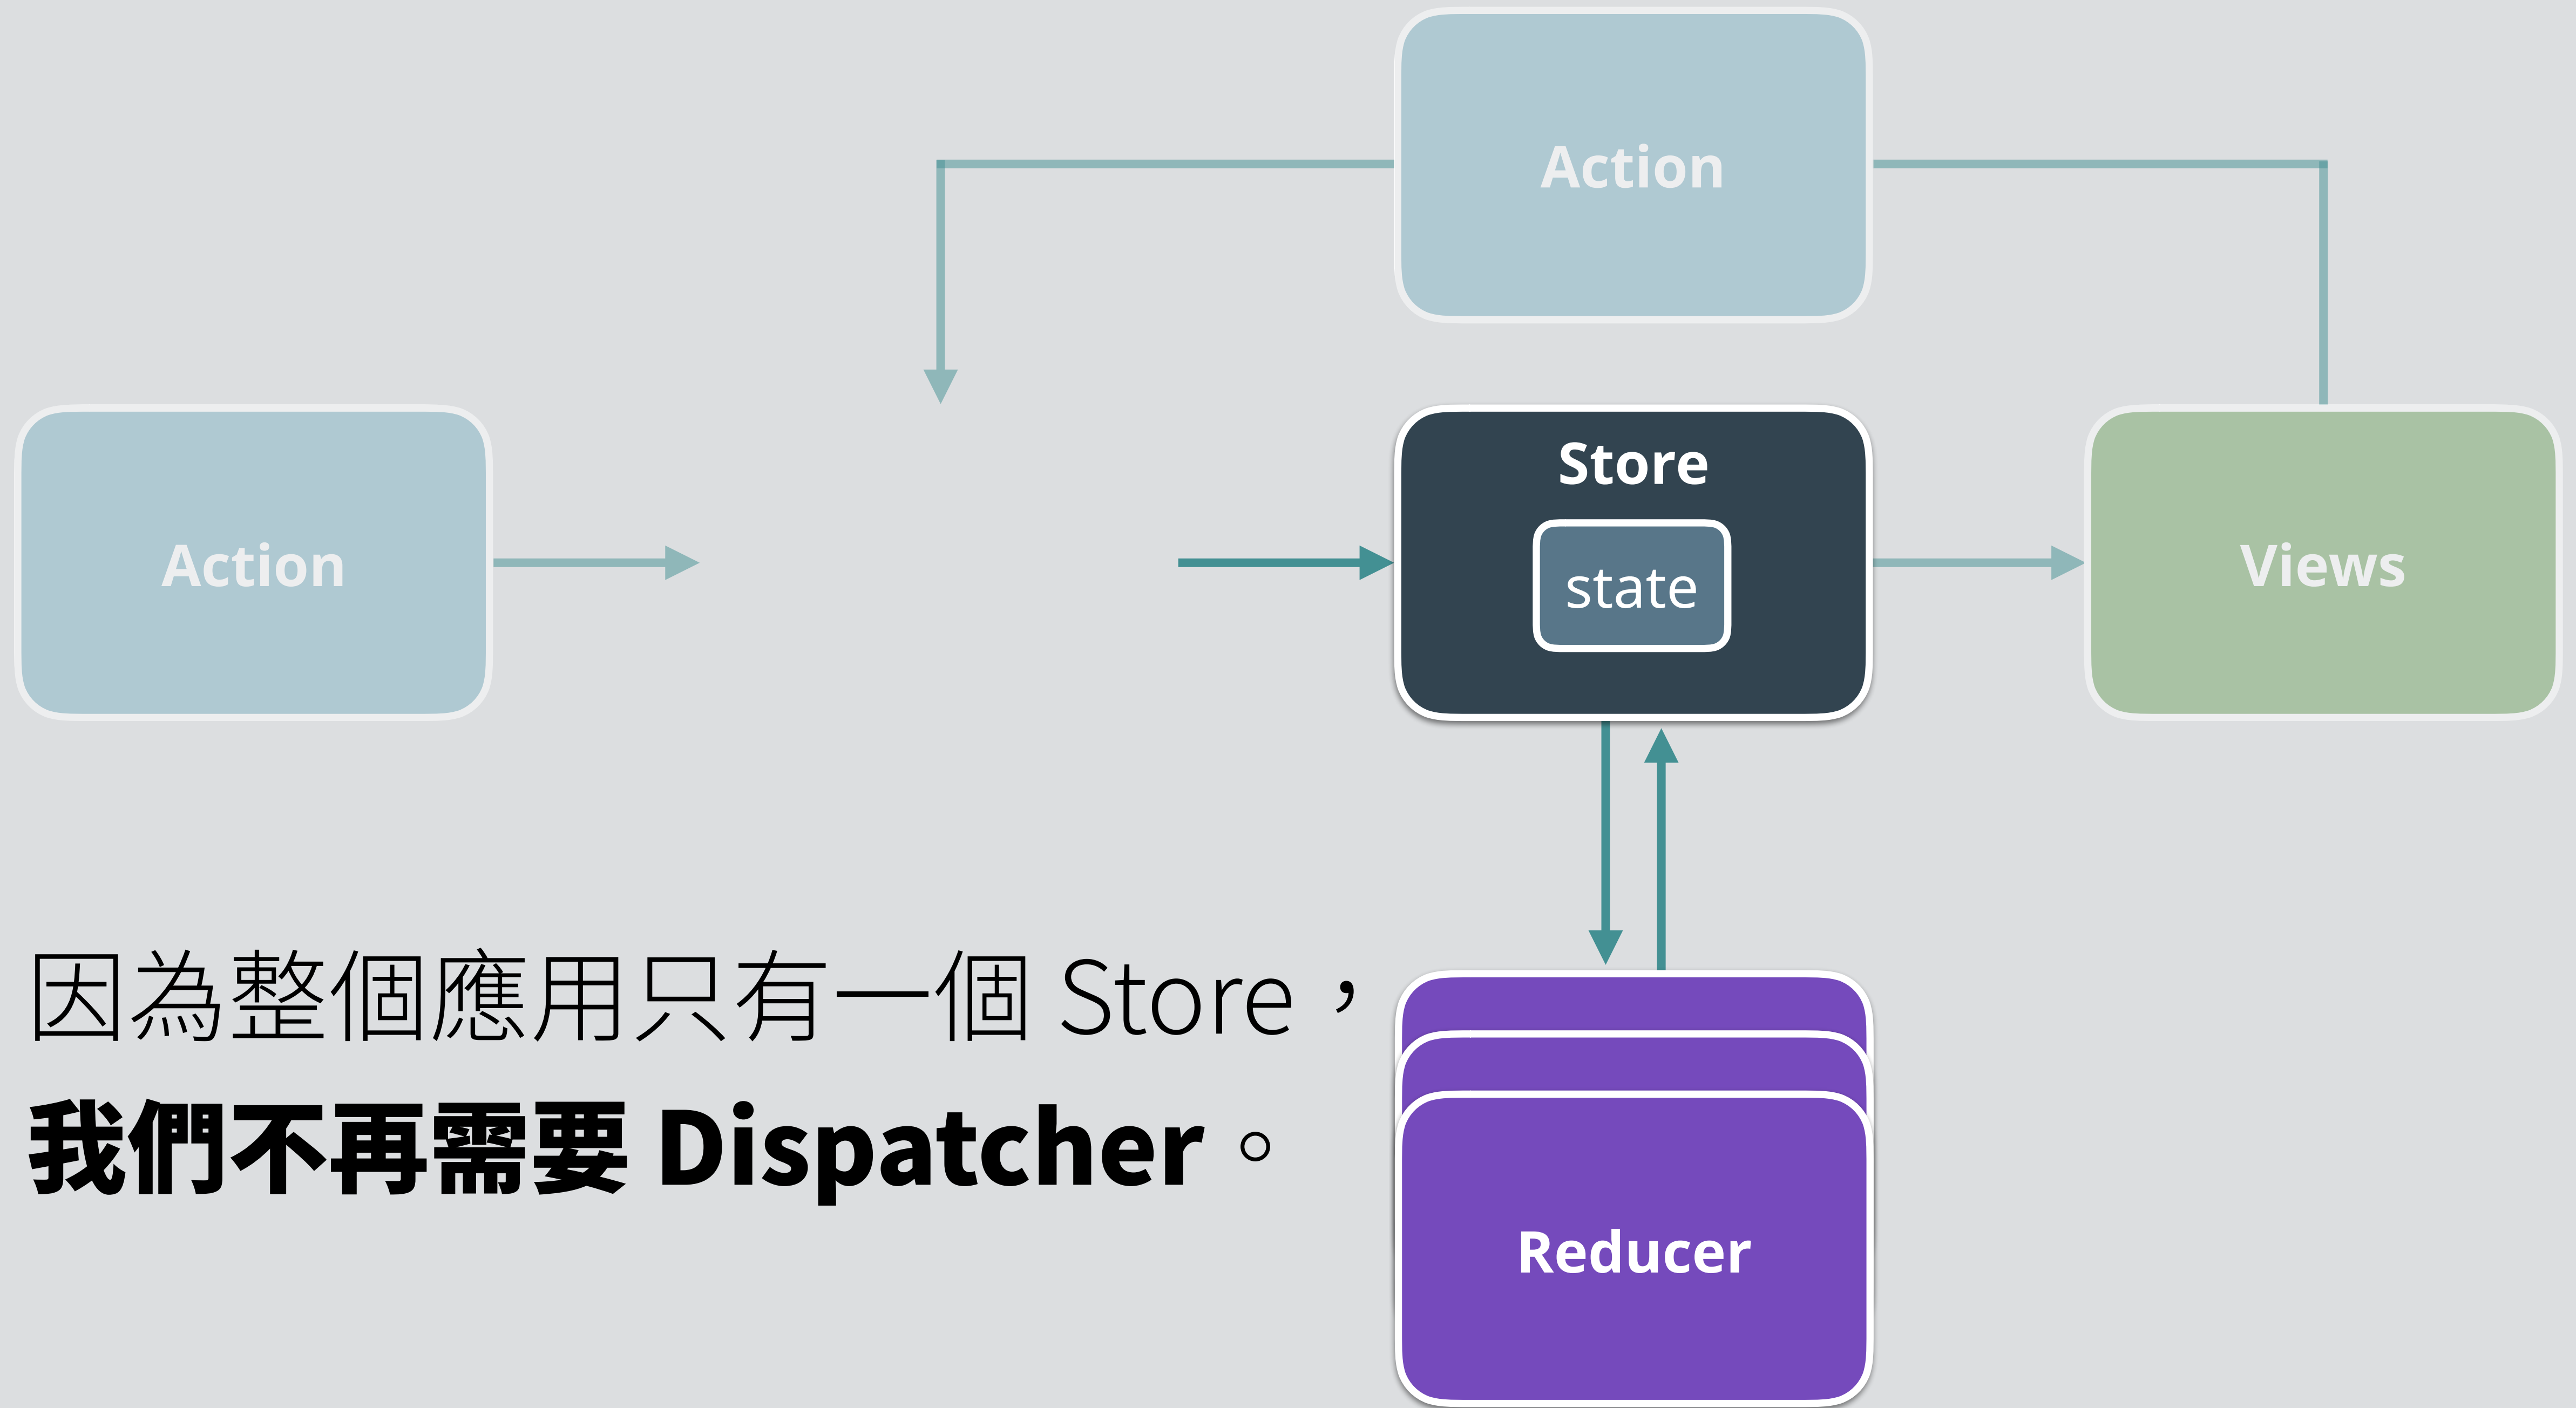 Action
Action
Store
state
Views
因為整個應用只有一個 Store，
我們不再需要 Dispatcher。
Reducer